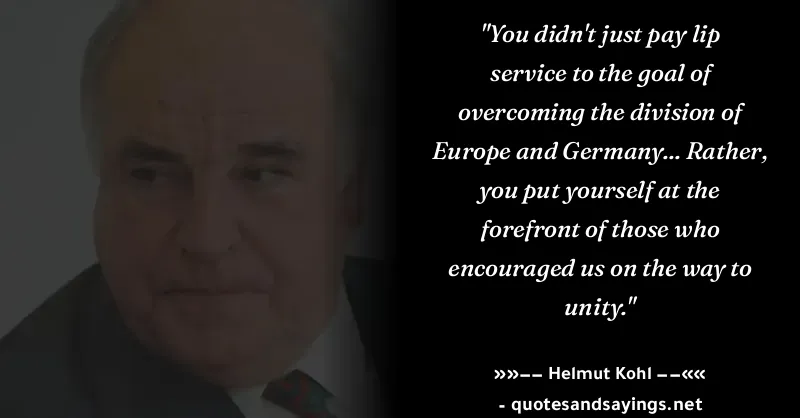 "You didn't just pay lip
service to the goal of
overcoming the division of
Europe and Germany... Rather,
you put yourself at the
forefront of those who
encouraged us on the way to
unity."
»»−− Helmut Kohl −−««
- quotesandsayings.net